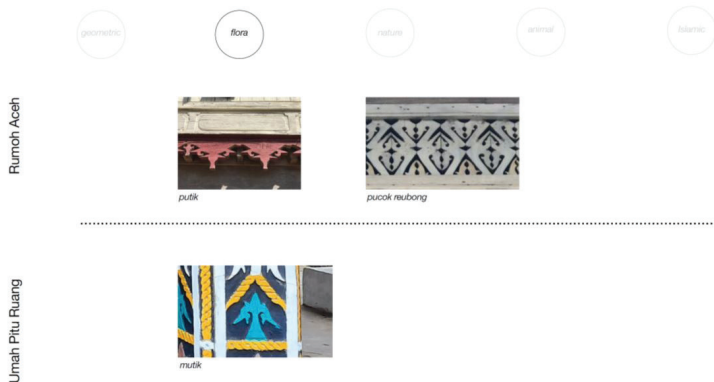 geometric
flora
nature
animal
Islamic
Rumoh Aceh
putik
pucok reubong
Umah Pitu Ruang
mutik